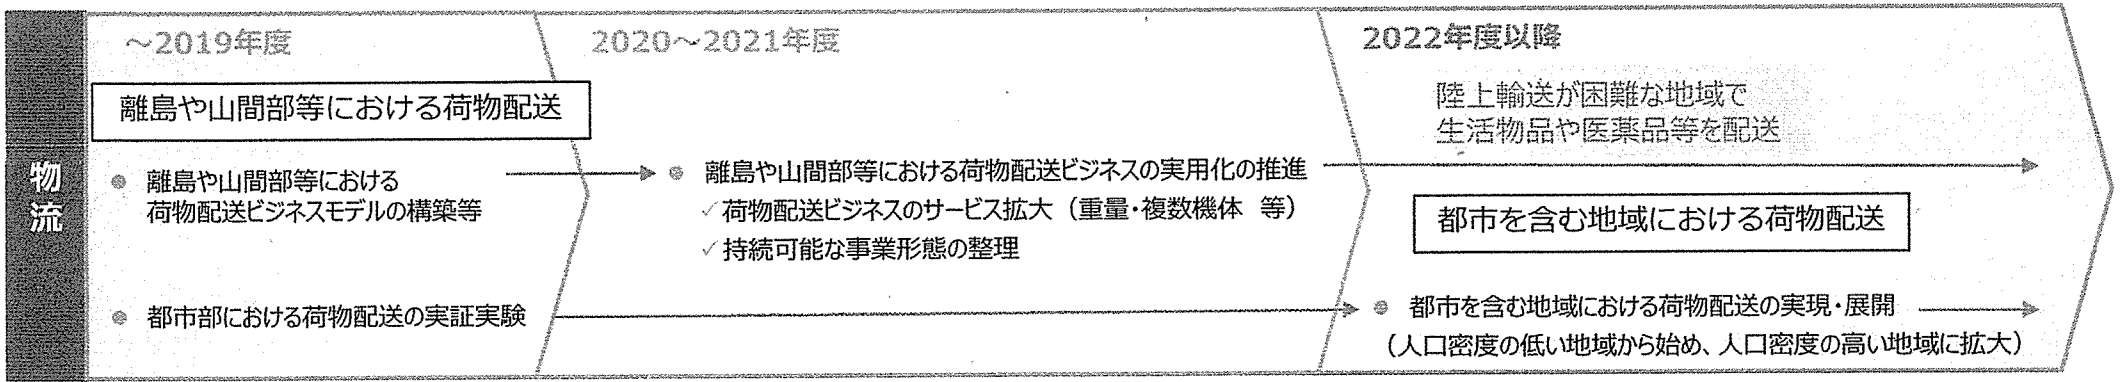 物流
~2019年度
離島や山間部等における荷物配送
● 離島や山間部等における
荷物配送ビジネスモデルの構築等
● 都市部における荷物配送の実証実験
2020~2021年度
● 離島や山間部等における荷物配送ビジネスの実用化の推進
✓荷物配送ビジネスのサービス拡大(重量・複数機体 等)
✓持続可能な事業形態の整理
2022年度以降
陸上輸送が困難な地域で
生活物品や医薬品等を配送
都市を含む地域における荷物配送
● 都市を含む地域における荷物配送の実現・展開
(人口密度の低い地域から始め、人口密度の高い地域に拡大)